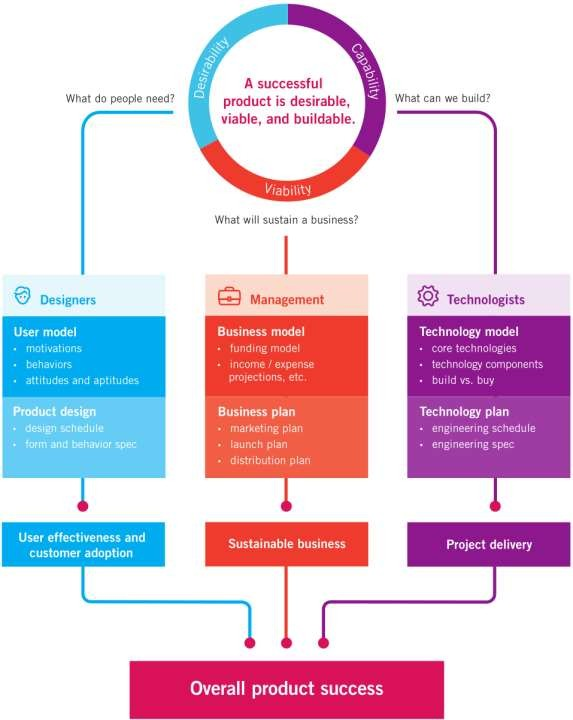 Desirability
Capability
A successful
product is desirable,
viable, and buildable.
Viability
What do people need?
What can we build?
What will sustain a business?
Designers
User model
• motivations
• behaviors
• attitudes and aptitudes
Product design
• design schedule
• form and behavior spec
Management
Business model
• funding model
• income / expense
projections, etc.
Business plan
• marketing plan
• launch plan
• distribution plan
Technologists
Technology model
• core technologies
• technology components
• build vs. buy
Technology plan
• engineering schedule
• engineering spec
User effectiveness and
customer adoption
Sustainable business
Project delivery
Overall product success